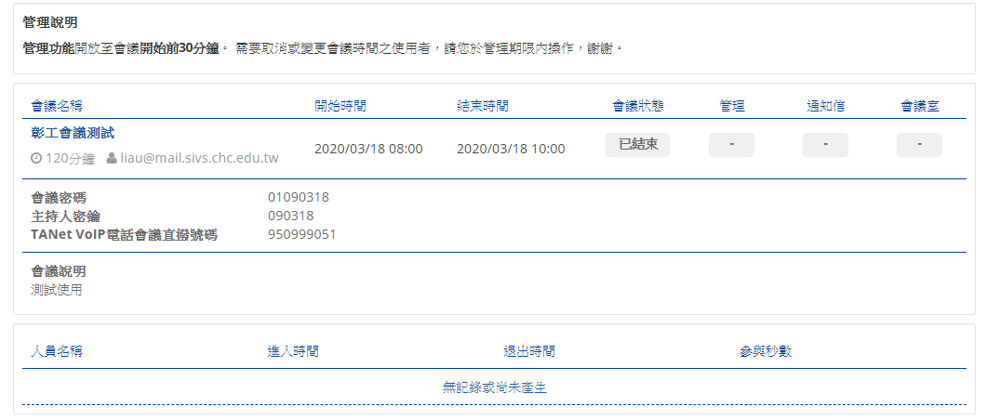 管理說明
管理功能開放至會議開始前30分鐘。 需要取消或變更會議時間之使用者，請您於管理期限內操作，謝謝。
會議名稱 開始時間 結束時間 會議狀態 管理 通知信 會議室
彰工會議測試
120分鐘 liau@mail.sivs.chc.edu.tw 2020/03/18 08:00 2020/03/18 10:00 已結束 - - -
會議密碼 01090318
主持人密鑰 090318
TANet VoIP電話會議直撥號碼 950999051
會議說明
測試使用
人員名稱 進入時間 退出時間 參與秒數
無記錄或尚未產生